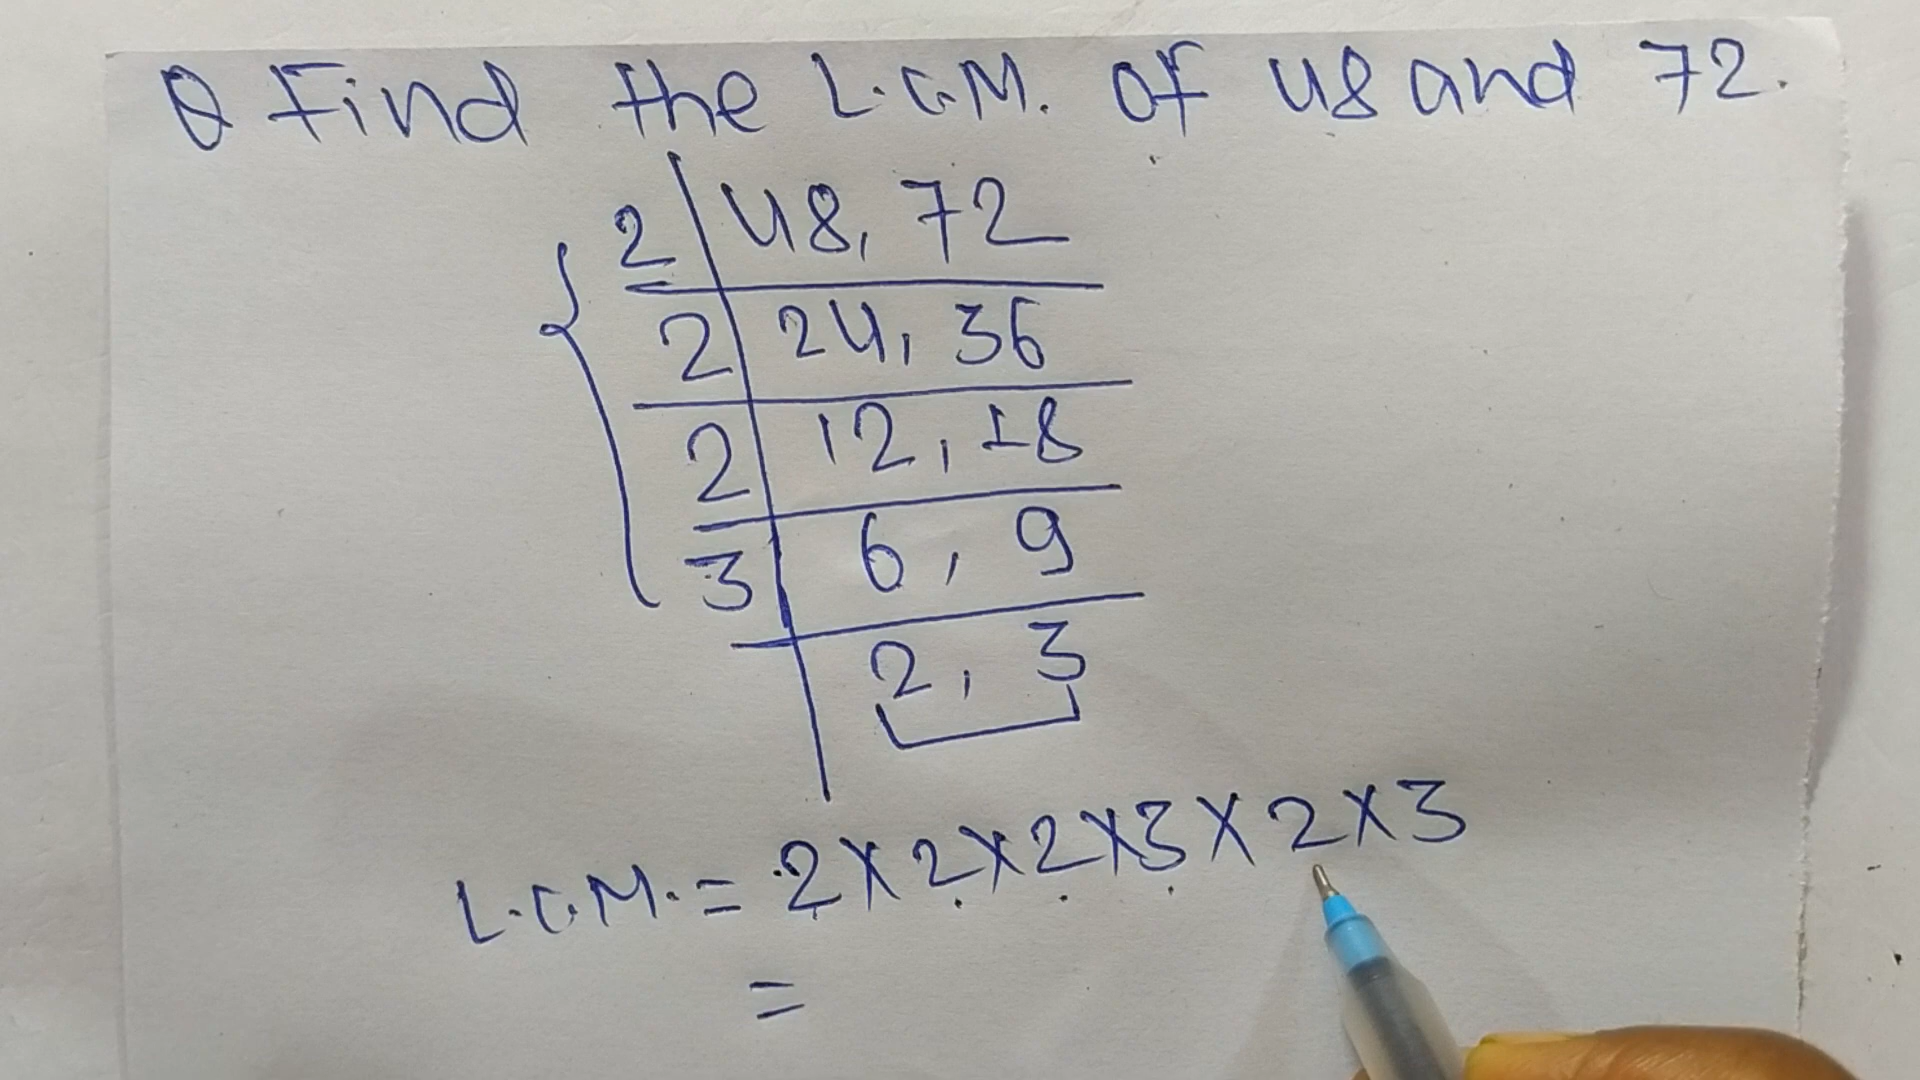 Q Find the L.C.M. of 48 and 72.
2 | 48, 72
2 | 24, 36
2 | 12, 18
3 | 6, 9
2, 3
L.C.M. = 2×2×2×3×2×3
=